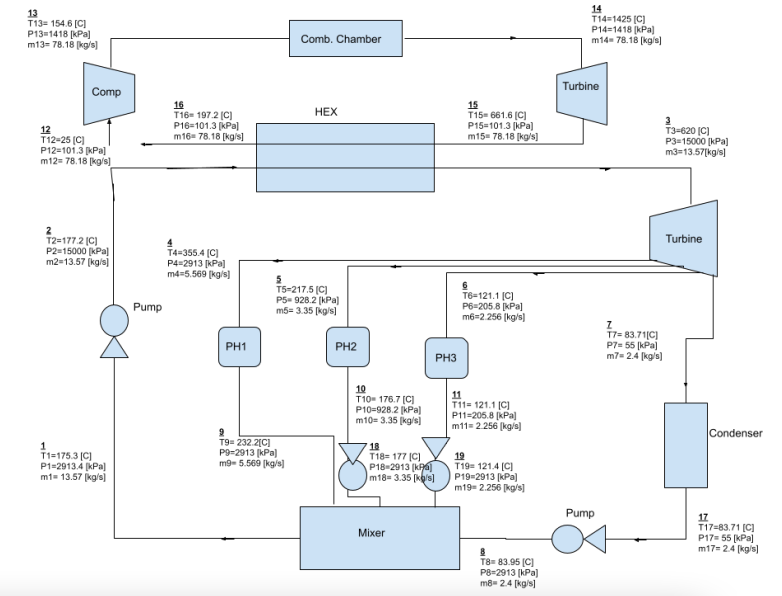 13
T13= 154.6 [C]
P13=1418 [kPa]
m13= 78.18 [kg/s]
Comb. Chamber
14
T14=1425 [C]
P14=1418 [kPa]
m14= 78.18 [kg/s]
Comp
Turbine
16
T16= 197.2 [C]
P16=101.3 [kPa]
m16= 78.18 [kg/s]
HEX
15
T15= 661.6 [C]
P15=101.3 [kPa]
m15= 78.18 [kg/s]
12
T12=25 [C]
P12=101.3 [kPa]
m12= 78.18 [kg/s]
3
T3=620 [C]
P3=15000 [kPa]
m3=13.57[kg/s]
2
T2=177.2 [C]
P2=15000 [kPa]
m2=13.57 [kg/s]
4
T4=355.4 [C]
P4=2913 [kPa]
m4=5.569 [kg/s]
Turbine
5
T5=217.5 [C]
P5= 928.2 [kPa]
m5= 3.35 [kg/s]
6
T6=121.1 [C]
P6=205.8 [kPa]
m6=2.256 [kg/s]
7
T7= 83.71[C]
P7= 55 [kPa]
m7= 2.4 [kg/s]
Pump
PH1
PH2
PH3
10
T10= 176.7 [C]
P10=928.2 [kPa]
m10= 3.35 [kg/s]
11
T11= 121.1 [C]
P11=205.8 [kPa]
m11= 2.256 [kg/s]
Condenser
1
T1=175.3 [C]
P1=2913.4 [kPa]
m1= 13.57 [kg/s]
9
T9= 232.2[C]
P9=2913 [kPa]
m9= 5.569 [kg/s]
18
T18= 177 [C]
P18=2913 [kPa]
m18= 3.35 [kg/s]
19
T19= 121.4 [C]
P19=2913 [kPa]
m19= 2.256 [kg/s]
Mixer
Pump
17
T17=83.71 [C]
P17= 55 [kPa]
m17= 2.4 [kg/s]
8
T8= 83.95 [C]
P8=2913 [kPa]
m8= 2.4 [kg/s]